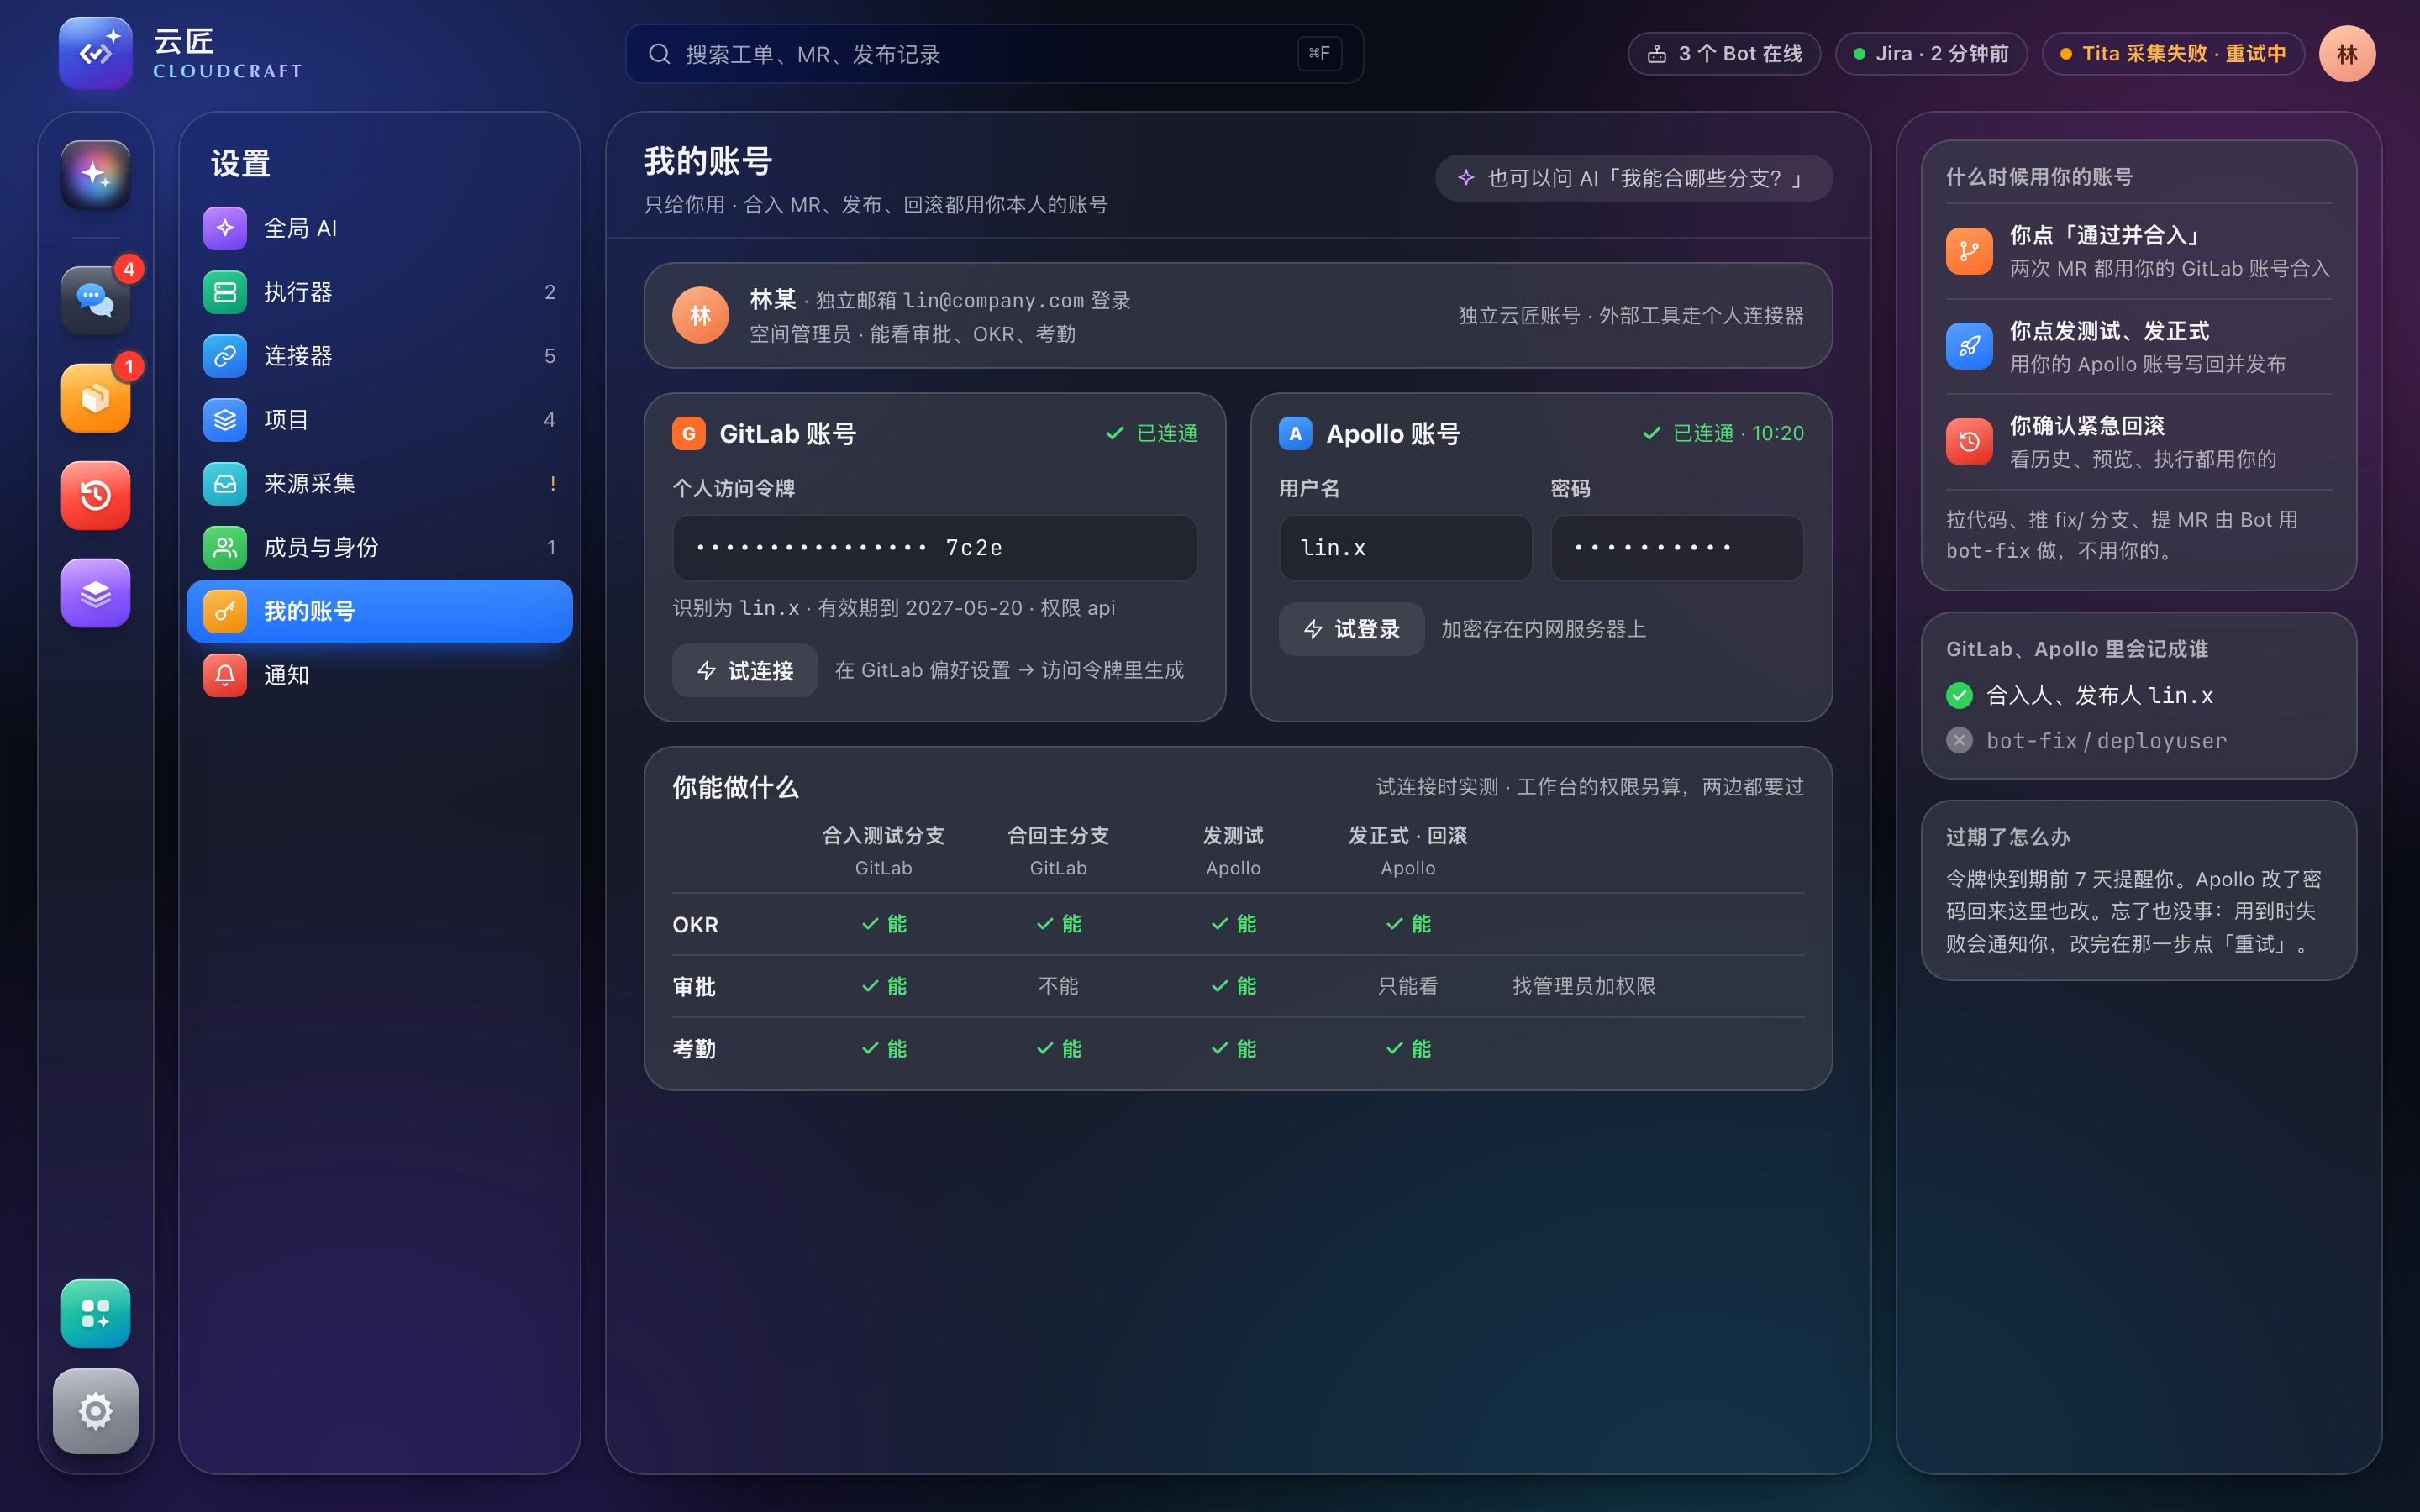 云匠
CLOUDCRAFT
搜索工单、MR、发布记录
⌘F
3 个 Bot 在线
Jira · 2 分钟前
Tita 采集失败 · 重试中
林
4
1
设置
全局 AI
执行器 2
连接器 5
项目 4
来源采集 !
成员与身份 1
我的账号
通知
我的账号
只给你用 · 合入 MR、发布、回滚都用你本人的账号
也可以问 AI「我能合哪些分支？」
林
林某 · 独立邮箱 lin@company.com 登录
空间管理员 · 能看审批、OKR、考勤
独立云匠账号 · 外部工具走个人连接器
G GitLab 账号
已连通
个人访问令牌
•••••••••••••••• 7c2e
识别为 lin.x · 有效期到 2027-05-20 · 权限 api
试连接
在 GitLab 偏好设置 → 访问令牌里生成
A Apollo 账号
已连通 · 10:20
用户名 密码
lin.x ••••••••••
试登录
加密存在内网服务器上
你能做什么
试连接时实测 · 工作台的权限另算，两边都要过
合入测试分支 合回主分支 发测试 发正式 · 回滚
GitLab GitLab Apollo Apollo
OKR 能 能 能 能
审批 能 不能 能 只能看 找管理员加权限
考勤 能 能 能 能
什么时候用你的账号
你点「通过并合入」
两次 MR 都用你的 GitLab 账号合入
你点发测试、发正式
用你的 Apollo 账号写回并发布
你确认紧急回滚
看历史、预览、执行都用你的
拉代码、推 fix/ 分支、提 MR 由 Bot 用
bot-fix 做，不用你的。
GitLab、Apollo 里会记成谁
合入人、发布人 lin.x
bot-fix / deployuser
过期了怎么办
令牌快到期前 7 天提醒你。Apollo 改了密
码回来这里也改。忘了也没事：用到时失
败会通知你，改完在那一步点「重试」。